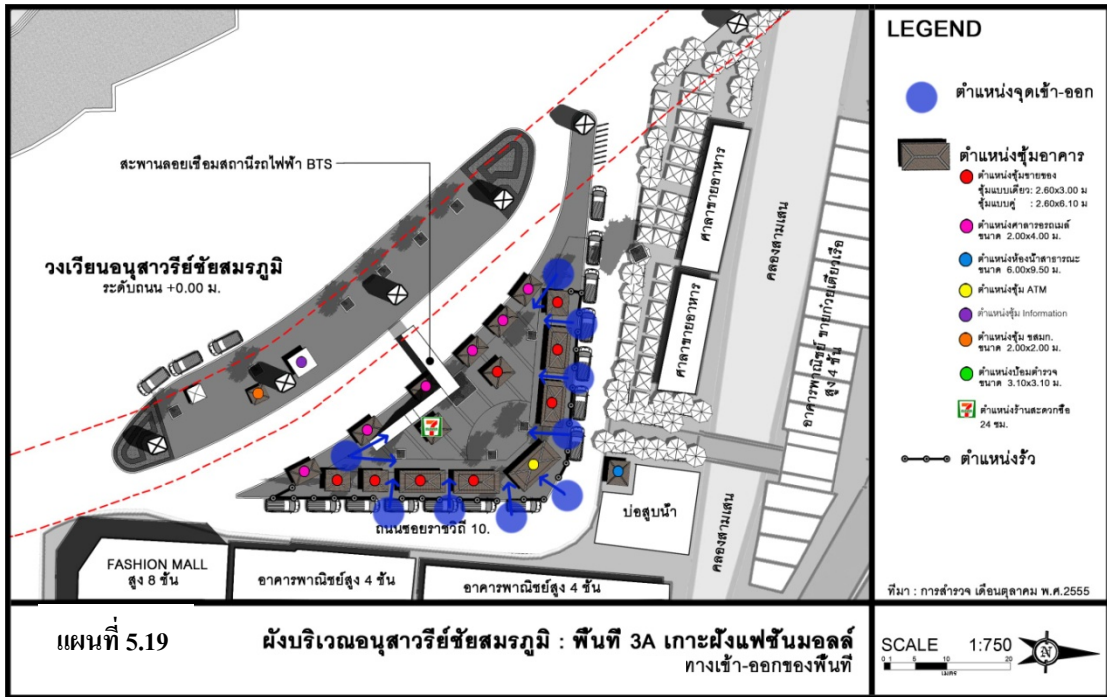 สะพานลอยเชื่อมสถานีรถไฟฟ้า BTS
วงเวียนอนุสาวรีย์ชัยสมรภูมิ
ระดับถนน +0.00 ม.
ศาลาขายอาหาร
ศาลาขายอาหาร
คลองสามเสน
อาคารพาณิชย์ ขายก๋วยเตี๋ยวเรือ
สูง 4 ชั้น
บ่อสูบน้ำ
คลองสามเสน
ถนนซอยราชวิถี 10.
FASHION MALL
สูง 8 ชั้น
อาคารพาณิชย์สูง 4 ชั้น
อาคารพาณิชย์สูง 4 ชั้น
LEGEND
ตำแหน่งจุดเข้า-ออก
ตำแหน่งซุ้มอาคาร
ตำแหน่งซุ้มขายของ
ซุ้มแบบเดี่ยว: 2.60x3.00 ม
ซุ้มแบบคู่ : 2.60x6.10 ม
ตำแหน่งศาลารอรถเมล์
ขนาด 2.00x4.00 ม.
ตำแหน่งห้องน้ำสาธารณะ
ขนาด 6.00x9.50 ม.
ตำแหน่งซุ้ม ATM
ตำแหน่งซุ้ม Information
ตำแหน่งซุ้ม ขสมก.
ขนาด 2.00x2.00 ม.
ตำแหน่งป้อมตำรวจ
ขนาด 3.10x3.10 ม.
7
ตำแหน่งร้านสะดวกซื้อ
24 ชม.
ตำแหน่งรั้ว
ที่มา : การสำรวจ เดือนตุลาคม พ.ศ.2555
แผนที่ 5.19
ผังบริเวณอนุสาวรีย์ชัยสมรภูมิ : พื้นที่ 3A เกาะฝั่งแฟชั่นมอลล์
ทางเข้า-ออกของพื้นที่
SCALE 1:750
0 1 5 10 20
เมตร
N